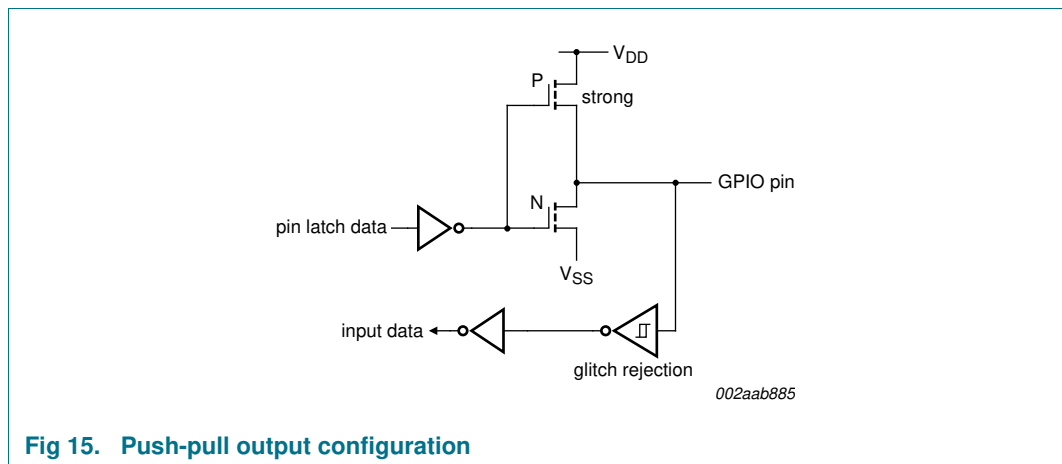 VDD
P
strong
GPIO pin
N
pin latch data
VSS
input data
glitch rejection
002aab885
Fig 15. Push-pull output configuration